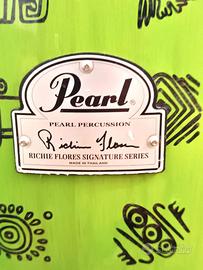 Pearl®
PEARL PERCUSSION
Richie Flores
RICHIE FLORES SIGNATURE SERIES
MADE IN THAILAND